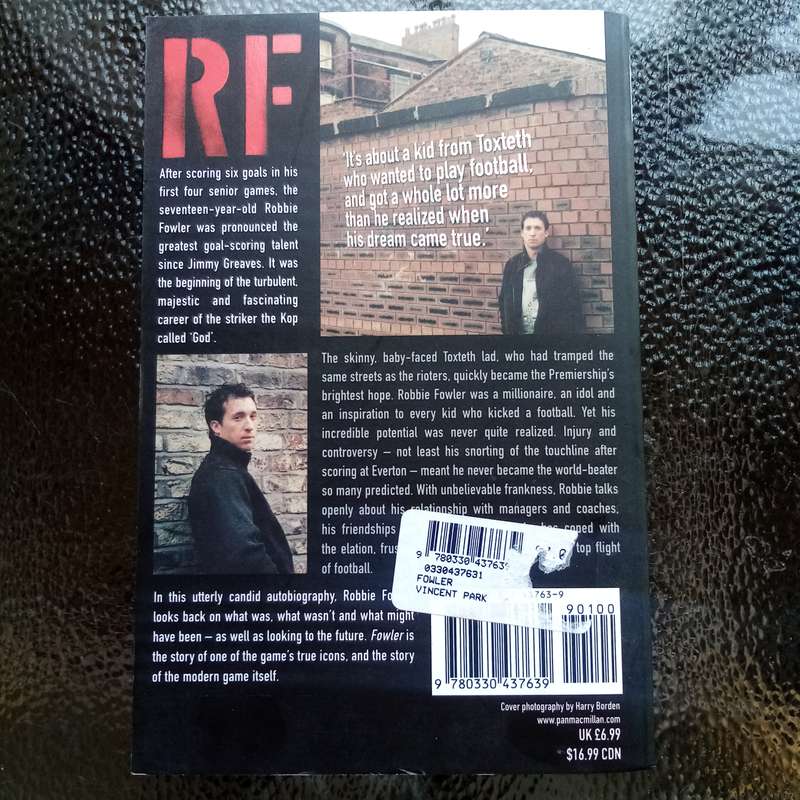 RF
After scoring six goals in his
first four senior games, the
seventeen-year-old Robbie
Fowler was pronounced the
greatest goal-scoring talent
since Jimmy Greaves. It was
the beginning of the turbulent,
majestic and fascinating
career of the striker the Kop
called 'God'.
'It's about a kid from Toxteth
who wanted to play football,
and got a whole lot more
than he realized when
his dream came true.'
The skinny, baby-faced Toxteth lad, who had tramped the
same streets as the rioters, quickly became the Premiership's
brightest hope. Robbie Fowler was a millionaire, an idol and
an inspiration to every kid who kicked a football. Yet his
incredible potential was never quite realized. Injury and
controversy – not least his snorting of the touchline after
scoring at Everton – meant he never became the world-beater
so many predicted. With unbelievable frankness, Robbie talks
openly about his relationship with managers and coaches,
his friendships coped with
the elation, top flight
of football.
9 780330 437639
0330437631
FOWLER
VINCENT PARK
In this utterly candid autobiography, Robbie
looks back on what was, what wasn't and what might
have been – as well as looking to the future. Fowler is
the story of one of the game's true icons, and the story
of the modern game itself.
90100
9 780330 437639
Cover photography by Harry Borden
www.panmacmillan.com
UK £6.99
$16.99 CDN